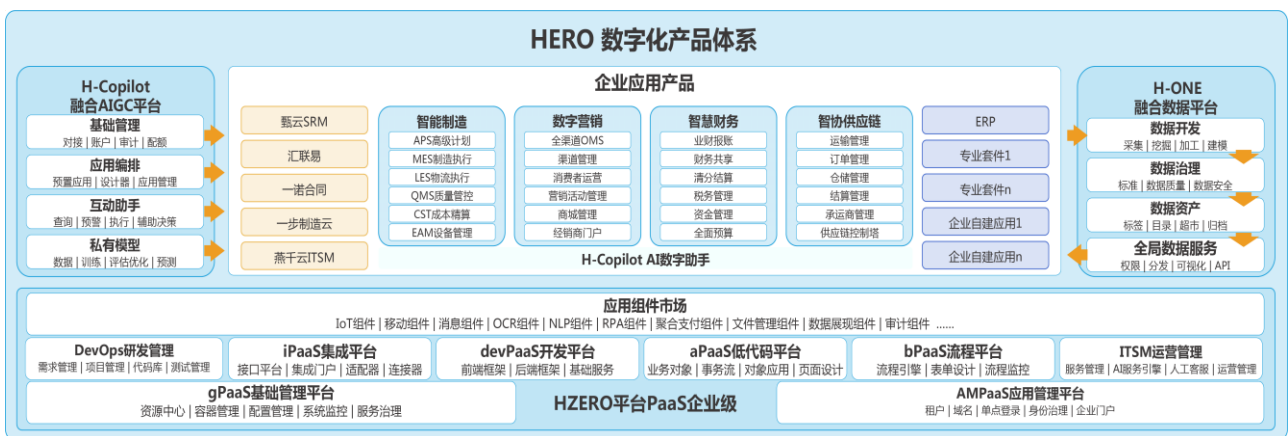 HERO 数字化产品体系
H-Copilot
融合AIGC平台
基础管理
对接 | 账户 | 审计 | 配额
应用编排
预置应用 | 设计器 | 应用管理
互动助手
查询 | 预警 | 执行 | 辅助决策
私有模型
数据 | 训练 | 评估优化 | 预测
企业应用产品
甄云SRM
汇联易
一诺合同
一步制造云
燕千云ITSM
智能制造
APS高级计划
MES制造执行
LES物流执行
QMS质量管控
CST成本精算
EAM设备管理
数字营销
全渠道OMS
渠道管理
消费者运营
营销活动管理
商城管理
经销商门户
智慧财务
业财报账
财务共享
清分结算
税务管理
资金管理
全面预算
智协供应链
运输管理
订单管理
仓储管理
结算管理
承运商管理
供应链控制塔
H-Copilot AI数字助手
ERP
专业套件1
专业套件n
企业自建应用1
企业自建应用n
H-ONE
融合数据平台
数据开发
采集 | 挖掘 | 加工 | 建模
数据治理
标准 | 数据质量 | 数据安全
数据资产
标签 | 目录 | 超市 | 归档
全局数据服务
权限 | 分发 | 可视化 | API
应用组件市场
IoT组件 | 移动组件 | 消息组件 | OCR组件 | NLP组件 | RPA组件 | 聚合支付组件 | 文件管理组件 | 数据展现组件 | 审计组件 ......
DevOps研发管理
需求管理 | 项目管理 | 代码库 | 测试管理
iPaaS集成平台
接口平台 | 集成门户 | 适配器 | 连接器
devPaaS开发平台
前端框架 | 后端框架 | 基础服务
aPaaS低代码平台
业务对象 | 事务流 | 对象应用 | 页面设计
bPaaS流程平台
流程引擎 | 表单设计 | 流程监控
ITSM运营管理
服务管理 | AI服务引擎 | 人工客服 | 运营管理
gPaaS基础管理平台
资源中心 | 容器管理 | 配置管理 | 系统监控 | 服务治理
HZERO平台PaaS企业级
AMPaaS应用管理平台
租户 | 域名 | 单点登录 | 身份治理 | 企业门户